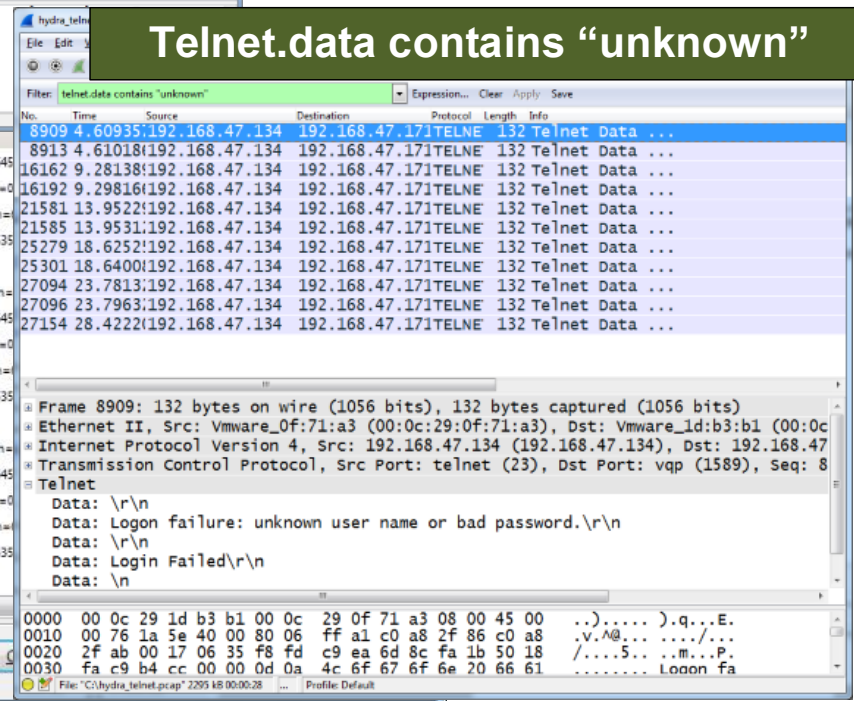 Telnet.data contains “unknown”
hydra_teln
File Edit
Filter: telnet.data contains "unknown" Expression... Clear Apply Save
No. Time Source Destination Protocol Length Info
8909 4.60935 192.168.47.134 192.168.47.171 TELNE 132 Telnet Data ...
8913 4.61018 192.168.47.134 192.168.47.171 TELNE 132 Telnet Data ...
16162 9.28138 192.168.47.134 192.168.47.171 TELNE 132 Telnet Data ...
16192 9.29816 192.168.47.134 192.168.47.171 TELNE 132 Telnet Data ...
21581 13.9522 192.168.47.134 192.168.47.171 TELNE 132 Telnet Data ...
21585 13.9531 192.168.47.134 192.168.47.171 TELNE 132 Telnet Data ...
25279 18.6252 192.168.47.134 192.168.47.171 TELNE 132 Telnet Data ...
25301 18.6400 192.168.47.134 192.168.47.171 TELNE 132 Telnet Data ...
27094 23.7813 192.168.47.134 192.168.47.171 TELNE 132 Telnet Data ...
27096 23.7963 192.168.47.134 192.168.47.171 TELNE 132 Telnet Data ...
27154 28.4222 192.168.47.134 192.168.47.171 TELNE 132 Telnet Data ...
Frame 8909: 132 bytes on wire (1056 bits), 132 bytes captured (1056 bits)
Ethernet II, Src: Vmware_0f:71:a3 (00:0c:29:0f:71:a3), Dst: Vmware_1d:b3:b1 (00:0c
Internet Protocol Version 4, Src: 192.168.47.134 (192.168.47.134), Dst: 192.168.47
Transmission Control Protocol, Src Port: telnet (23), Dst Port: vqp (1589), Seq: 8
Telnet
Data: \r\n
Data: Logon failure: unknown user name or bad password.\r\n
Data: \r\n
Data: Login Failed\r\n
Data: \n
0000 00 0c 29 1d b3 b1 00 0c 29 0f 71 a3 08 00 45 00 ..)..... ).q...E.
0010 00 76 1a 5e 40 00 80 06 ff a1 c0 a8 2f 86 c0 a8 .v.^@... ..../...
0020 2f ab 00 17 06 35 f8 fd c9 ea 6d 8c fa 1b 50 18 /....5.. ..m...P.
0030 fa c9 b4 cc 00 00 0d 0a 4c 6f 67 6f 6e 20 66 61 ........ Logon fa
File: "C:\hydra_telnet.pcap" 2295 kB 00:00:28 ... Profile: Default